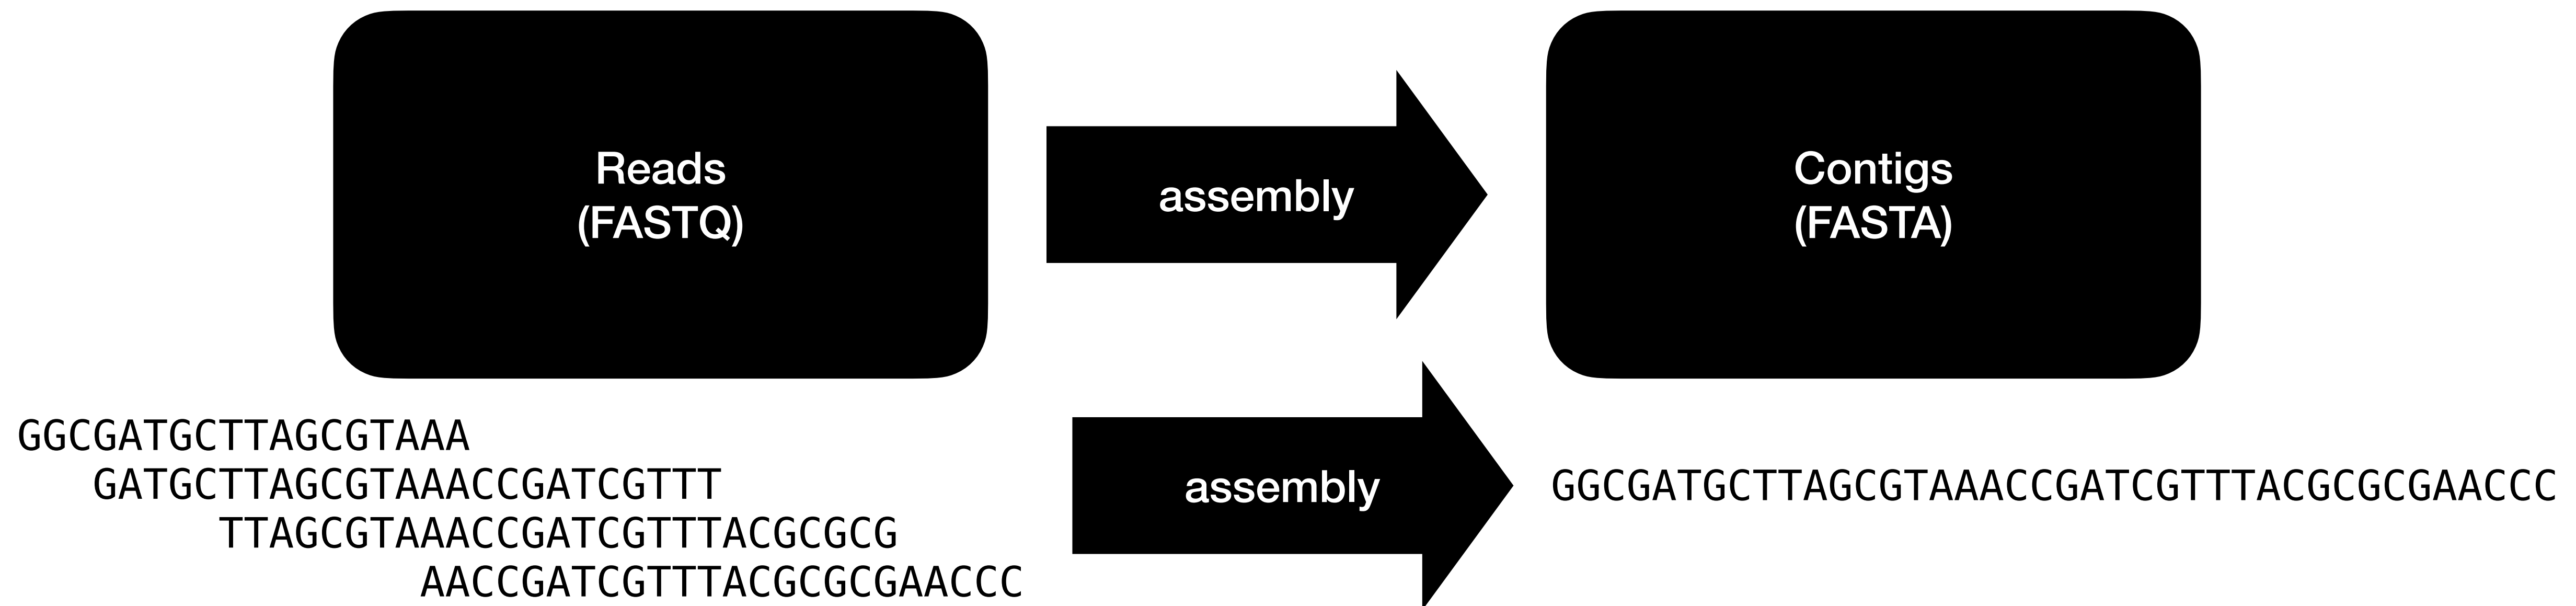 Reads
(FASTQ)
assembly
Contigs
(FASTA)
GGCGATGCTTAGCGTAAA
GATGCTTAGCGTAAACCGATCGTTT
TTAGCGTAAACCGATCGTTTACGCGCG
AACCGATCGTTTACGCGCGAACCC
assembly
GGCGATGCTTAGCGTAAACCGATCGTTTACGCGCGAACCC